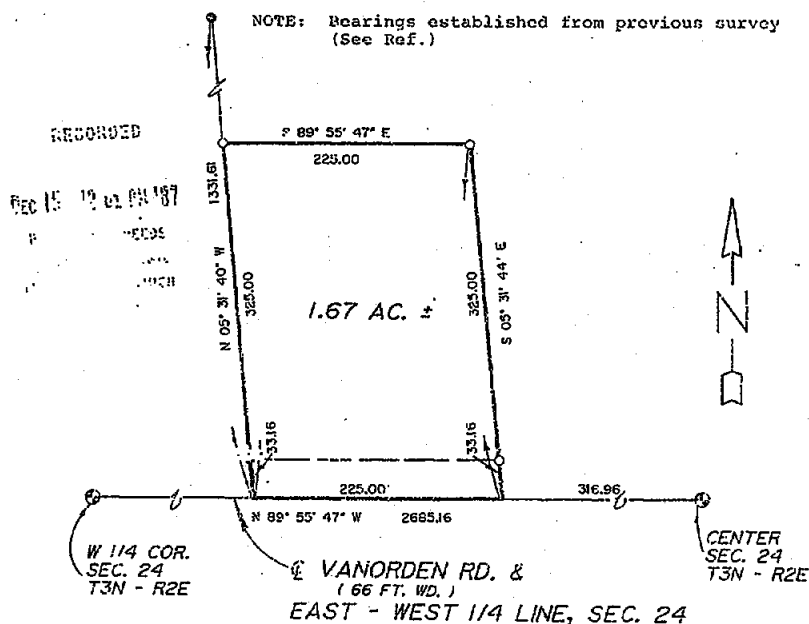 NOTE: Bearings established from previous survey
(See Ref.)
RECORDED
S 89° 55' 47" E
225.00
DEC 15
1331.61
N 05° 31' 40" W
325.00
1.67 AC. ±
325.00
S 05° 31' 44' E
N
33.16
33.16
225.00'
316.96
N 89° 55' 47" W 2685.16
W 1/4 COR.
SEC. 24
T3N - R2E
CENTER
SEC. 24
T3N - R2E
℄ VANORDEN RD. &
( 66 FT. WD. )
EAST - WEST 1/4 LINE, SEC. 24